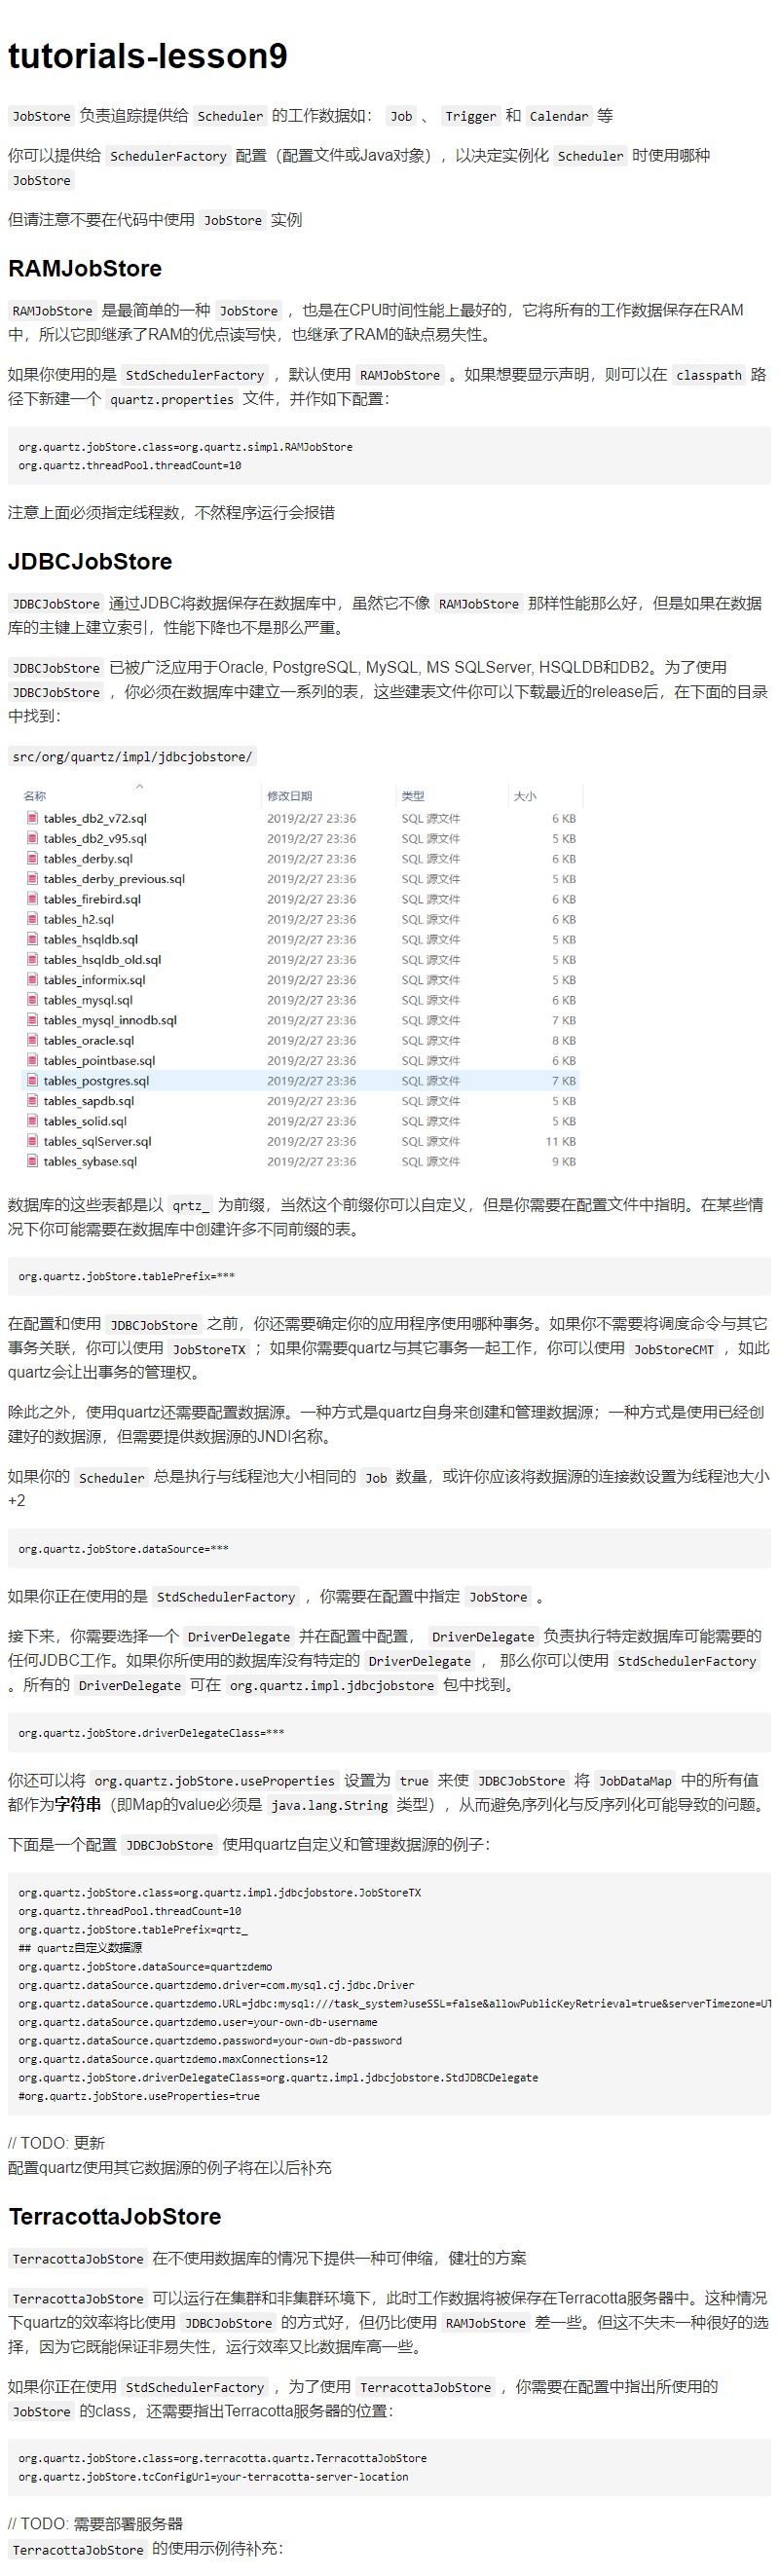 tutorials-lesson9
JobStore 负责追踪提供给 Scheduler 的工作数据如： Job 、 Trigger 和 Calendar 等
你可以提供给 SchedulerFactory 配置（配置文件或Java对象），以决定实例化 Scheduler 时使用哪种
JobStore
但请注意不要在代码中使用 JobStore 实例
RAMJobStore
RAMJobStore 是最简单的一种 JobStore ，也是在CPU时间性能上最好的，它将所有的工作数据保存在RAM
中，所以它即继承了RAM的优点读写快，也继承了RAM的缺点易失性。
如果你使用的是 StdSchedulerFactory ，默认使用 RAMJobStore 。如果想要显示声明，则可以在 classpath 路
径下新建一个 quartz.properties 文件，并作如下配置：
org.quartz.jobStore.class=org.quartz.simpl.RAMJobStore
org.quartz.threadPool.threadCount=10
注意上面必须指定线程数，不然程序运行会报错
JDBCJobStore
JDBCJobStore 通过JDBC将数据保存在数据库中，虽然它不像 RAMJobStore 那样性能那么好，但是如果在数据
库的主键上建立索引，性能下降也不是那么严重。
JDBCJobStore 已被广泛应用于Oracle, PostgreSQL, MySQL, MS SQLServer, HSQLDB和DB2。为了使用
JDBCJobStore ，你必须在数据库中建立一系列的表，这些建表文件你可以下载最近的release后，在下面的目录
中找到：
src/org/quartz/impl/jdbcjobstore/
名称 修改日期 类型 大小
tables_db2_v72.sql 2019/2/27 23:36 SQL 源文件 6 KB
tables_db2_v95.sql 2019/2/27 23:36 SQL 源文件 5 KB
tables_derby.sql 2019/2/27 23:36 SQL 源文件 6 KB
tables_derby_previous.sql 2019/2/27 23:36 SQL 源文件 5 KB
tables_firebird.sql 2019/2/27 23:36 SQL 源文件 6 KB
tables_h2.sql 2019/2/27 23:36 SQL 源文件 6 KB
tables_hsqldb.sql 2019/2/27 23:36 SQL 源文件 5 KB
tables_hsqldb_old.sql 2019/2/27 23:36 SQL 源文件 5 KB
tables_informix.sql 2019/2/27 23:36 SQL 源文件 5 KB
tables_mysql.sql 2019/2/27 23:36 SQL 源文件 6 KB
tables_mysql_innodb.sql 2019/2/27 23:36 SQL 源文件 7 KB
tables_oracle.sql 2019/2/27 23:36 SQL 源文件 8 KB
tables_pointbase.sql 2019/2/27 23:36 SQL 源文件 6 KB
tables_postgres.sql 2019/2/27 23:36 SQL 源文件 7 KB
tables_sapdb.sql 2019/2/27 23:36 SQL 源文件 5 KB
tables_solid.sql 2019/2/27 23:36 SQL 源文件 5 KB
tables_sqlServer.sql 2019/2/27 23:36 SQL 源文件 11 KB
tables_sybase.sql 2019/2/27 23:36 SQL 源文件 9 KB
数据库的这些表都是以 qrtz_ 为前缀，当然这个前缀你可以自定义，但是你需要在配置文件中指明。在某些情
况下你可能需要在数据库中创建许多不同前缀的表。
org.quartz.jobStore.tablePrefix=***
在配置和使用 JDBCJobStore 之前，你还需要确定你的应用程序使用哪种事务。如果你不需要将调度命令与其它
事务关联，你可以使用 JobStoreTX ；如果你需要quartz与其它事务一起工作，你可以使用 JobStoreCMT ，如此
quartz会让出事务的管理权。
除此之外，使用quartz还需要配置数据源。一种方式是quartz自身来创建和管理数据源；一种方式是使用已经创
建好的数据源，但需要提供数据源的JNDI名称。
如果你的 Scheduler 总是执行与线程池大小相同的 Job 数量，或许你应该将数据源的连接数设置为线程池大小
+2
org.quartz.jobStore.dataSource=***
如果你正在使用的是 StdSchedulerFactory ，你需要在配置中指定 JobStore 。
接下来，你需要选择一个 DriverDelegate 并在配置中配置， DriverDelegate 负责执行特定数据库可能需要的
任何JDBC工作。如果你所使用的数据库没有特定的 DriverDelegate ， 那么你可以使用 StdSchedulerFactory
。所有的 DriverDelegate 可在 org.quartz.impl.jdbcjobstore 包中找到。
org.quartz.jobStore.driverDelegateClass=***
你还可以将 org.quartz.jobStore.useProperties 设置为 true 来使 JDBCJobStore 将 JobDataMap 中的所有值
都作为字符串（即Map的value必须是 java.lang.String 类型），从而避免序列化与反序列化可能导致的问题。
下面是一个配置 JDBCJobStore 使用quartz自定义和管理数据源的例子：
org.quartz.jobStore.class=org.quartz.impl.jdbcjobstore.JobStoreTX
org.quartz.threadPool.threadCount=10
org.quartz.jobStore.tablePrefix=qrtz_
## quartz自定义数据源
org.quartz.jobStore.dataSource=quartzdemo
org.quartz.dataSource.quartzdemo.driver=com.mysql.cj.jdbc.Driver
org.quartz.dataSource.quartzdemo.URL=jdbc:mysql:///task_system?useSSL=false&allowPublicKeyRetrieval=true&serverTimezone=UT
org.quartz.dataSource.quartzdemo.user=your-own-db-username
org.quartz.dataSource.quartzdemo.password=your-own-db-password
org.quartz.dataSource.quartzdemo.maxConnections=12
org.quartz.jobStore.driverDelegateClass=org.quartz.impl.jdbcjobstore.StdJDBCDelegate
#org.quartz.jobStore.useProperties=true
// TODO: 更新
配置quartz使用其它数据源的例子将在以后补充
TerracottaJobStore
TerracottaJobStore 在不使用数据库的情况下提供一种可伸缩，健壮的方案
TerracottaJobStore 可以运行在集群和非集群环境下，此时工作数据将被保存在Terracotta服务器中。这种情况
下quartz的效率将比使用 JDBCJobStore 的方式好，但仍比使用 RAMJobStore 差一些。但这不失未一种很好的选
择，因为它既能保证非易失性，运行效率又比数据库高一些。
如果你正在使用 StdSchedulerFactory ，为了使用 TerracottaJobStore ，你需要在配置中指出所使用的
JobStore 的class，还需要指出Terracotta服务器的位置：
org.quartz.jobStore.class=org.terracotta.quartz.TerracottaJobStore
org.quartz.jobStore.tcConfigUrl=your-terracotta-server-location
// TODO: 需要部署服务器
TerracottaJobStore 的使用示例待补充：